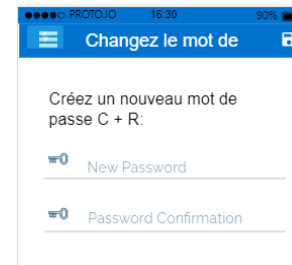 PROTO.IO 16:30 90%
Changez le mot de
Créez un nouveau mot de
passe C + R:
New Password
Password Confirmation